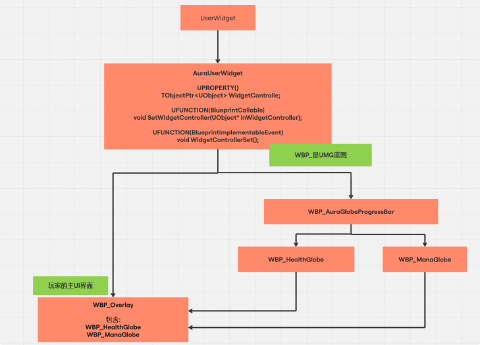 UserWidget
AuraUserWidget
UPROPERTY()
TObjectPtr<UObject> WidgetControlle;
UFUNCTION(BlueprintCallable)
void SetWidgetController(UObject* InWidgetController);
UFUNCTION(BlueprintImplementableEvent)
void WidgetControllerSet();
WBP_是UMG蓝图
WBP_AuraGlobeProgressBar
WBP_HealthGlobe
WBP_ManaGlobe
玩家的主UI界面
WBP_Overlay
包含:
WBP_HealthGlobe
WBP_ManaGlobe